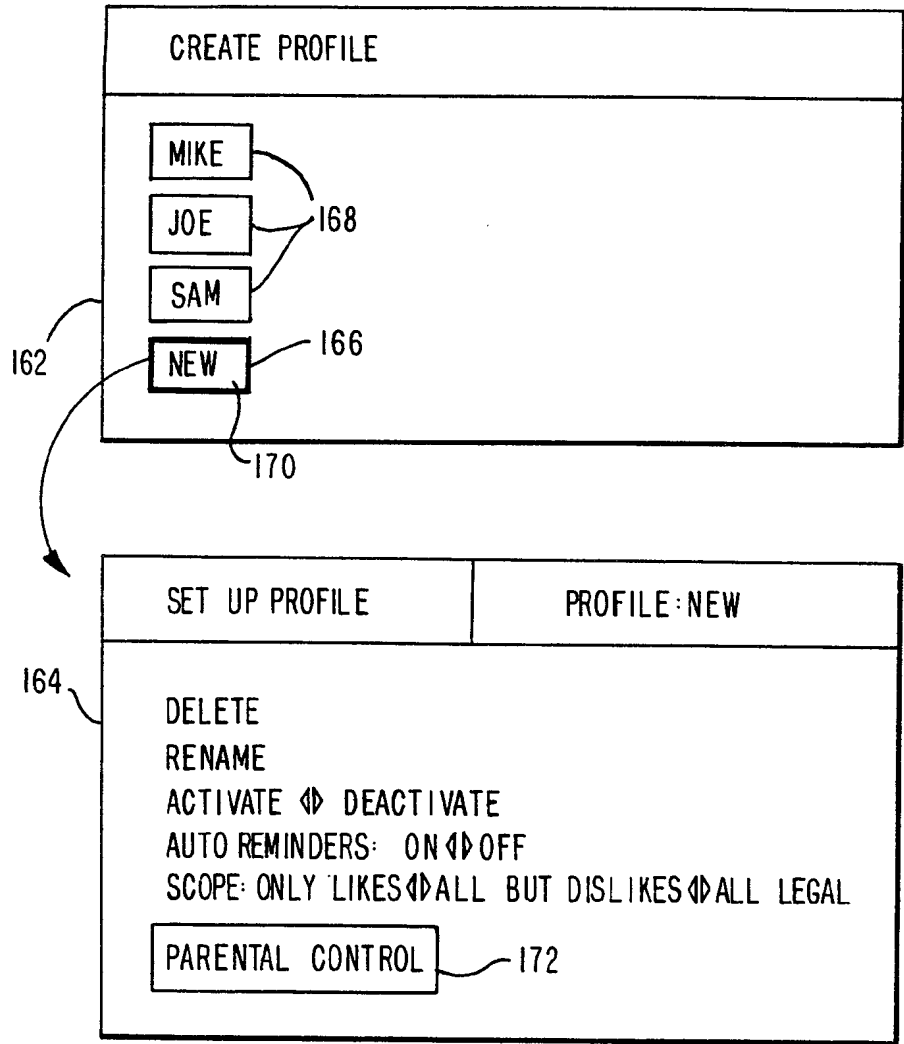 CREATE PROFILE
MIKE
JOE
168
SAM
162
166
NEW
170
SET UP PROFILE PROFILE:NEW
164
DELETE
RENAME
ACTIVATE ◁▷ DEACTIVATE
AUTO REMINDERS: ON◁▷OFF
SCOPE: ONLY LIKES◁▷ALL BUT DISLIKES◁▷ALL LEGAL
PARENTAL CONTROL 172